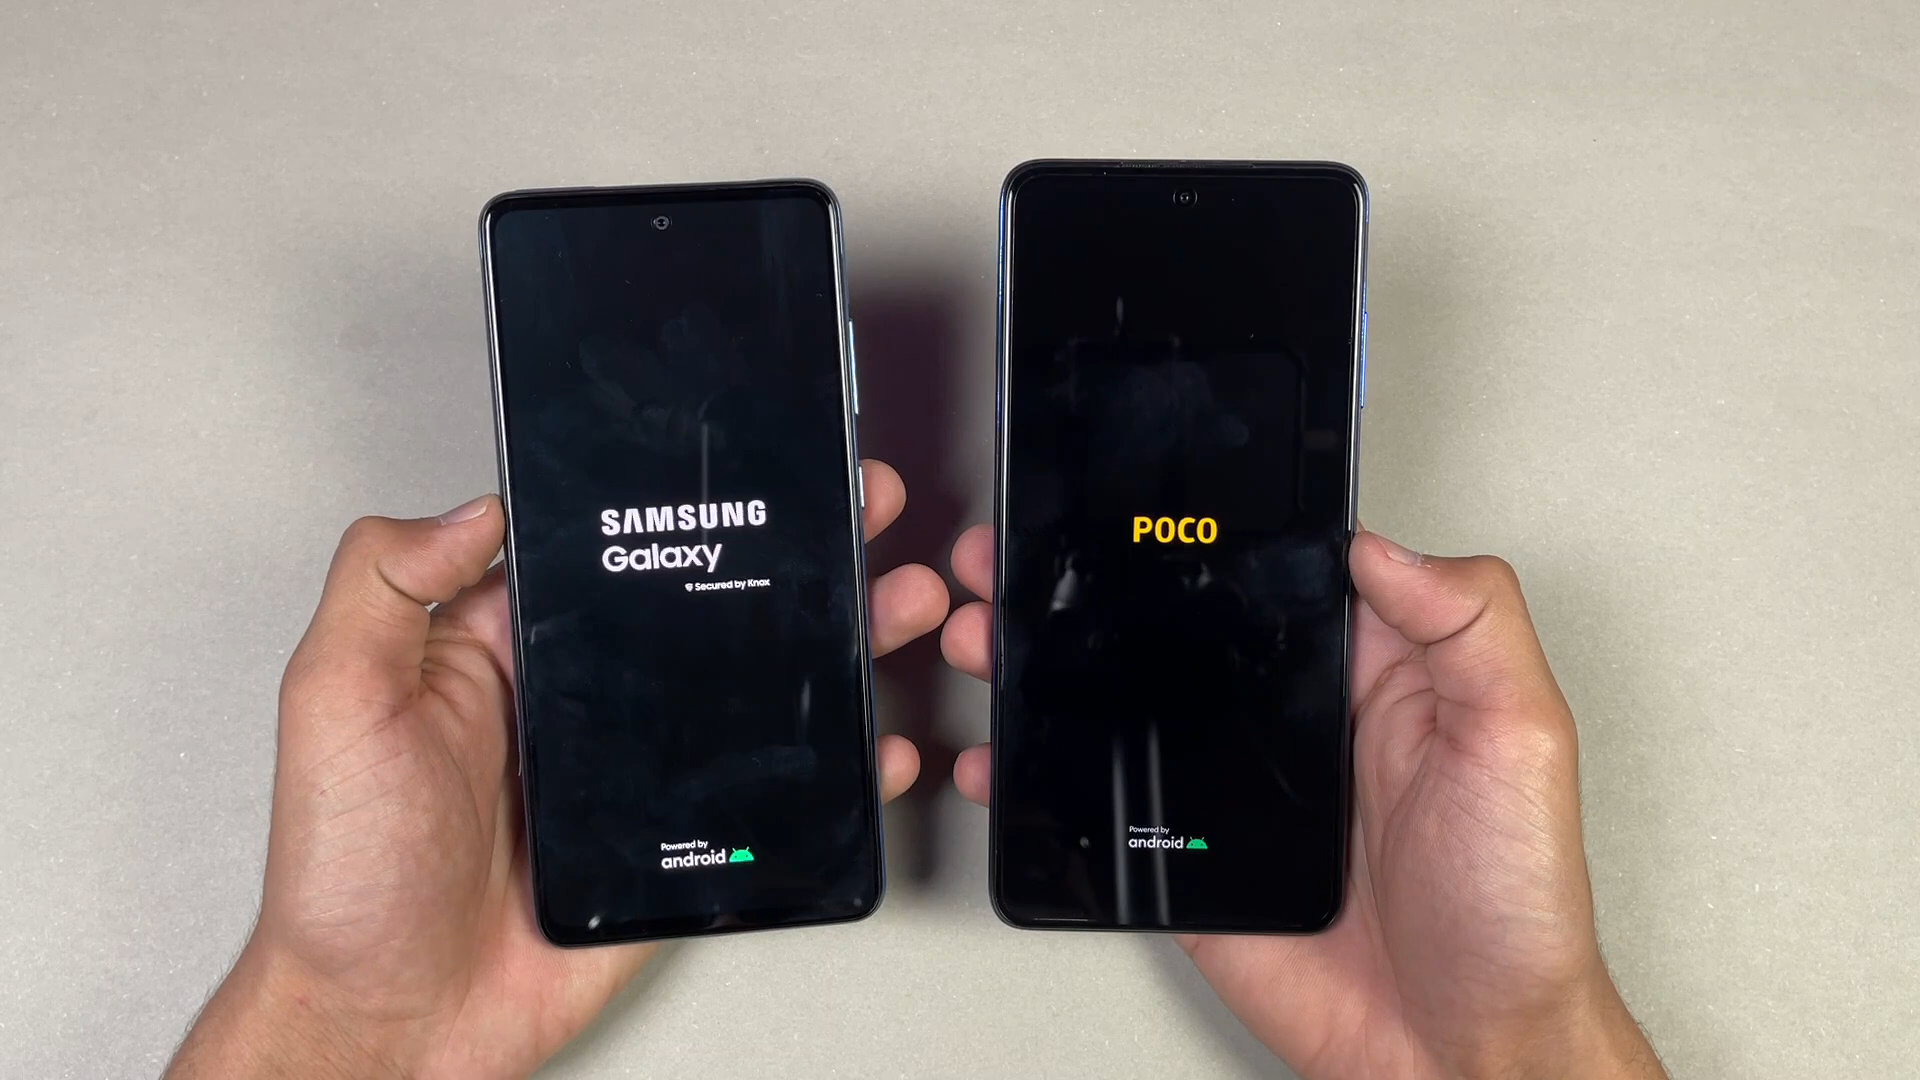 SAMSUNG
Galaxy
Secured by Knox
Powered by
android
POCO
Powered by
android